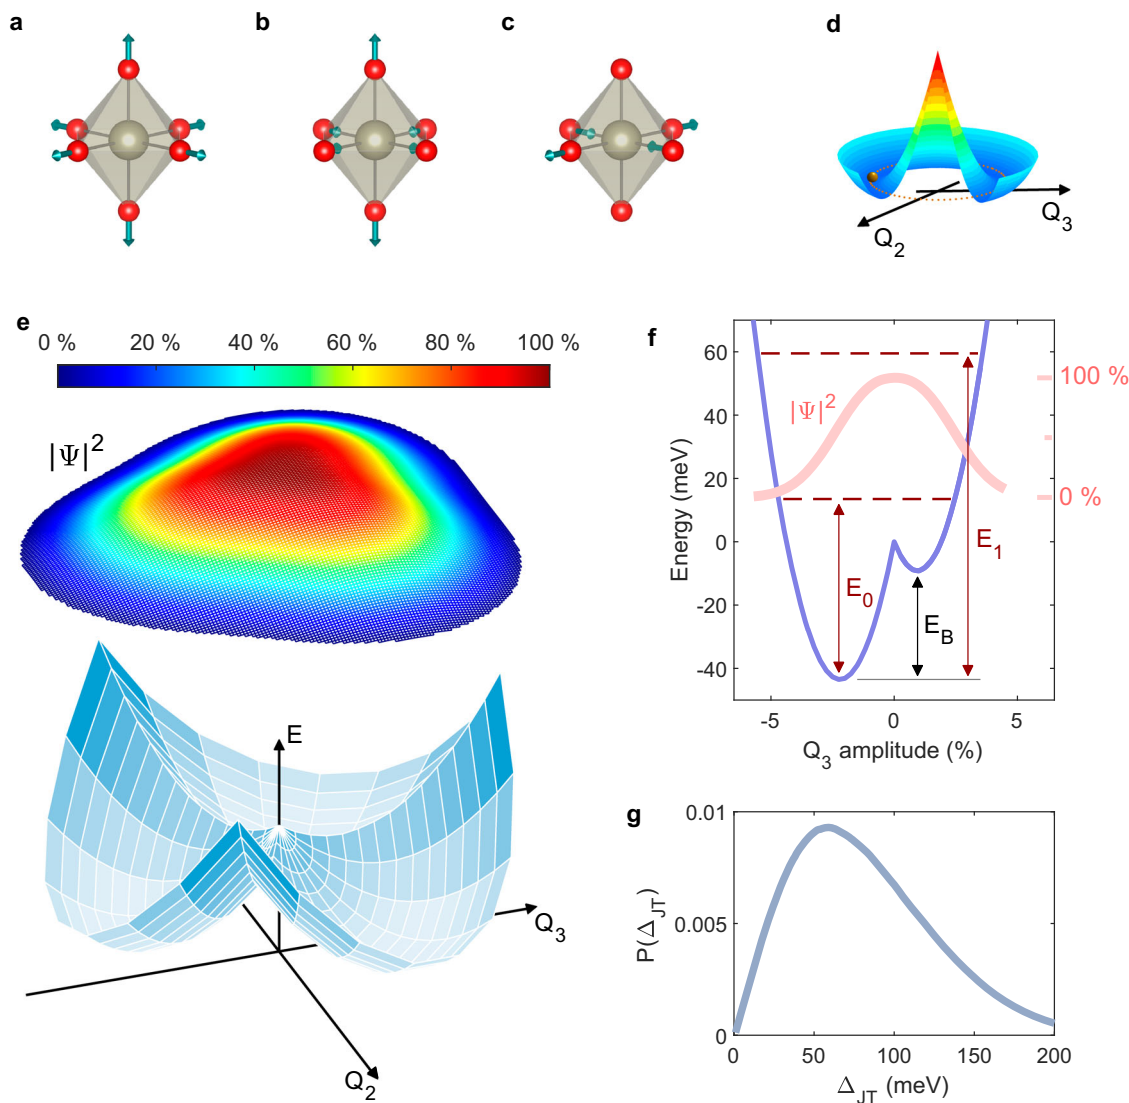 a
b
c
d
Q3
Q2
e
0 %
20 %
40 %
60 %
80 %
100 %
|Ψ|²
E
Q3
Q2
f
60
40
20
0
-20
-40
Energy (meV)
|Ψ|²
100 %
0 %
E0
E1
EB
-5
0
5
Q3 amplitude (%)
g
0.01
0.005
0
P(ΔJT)
0
50
100
150
200
ΔJT (meV)